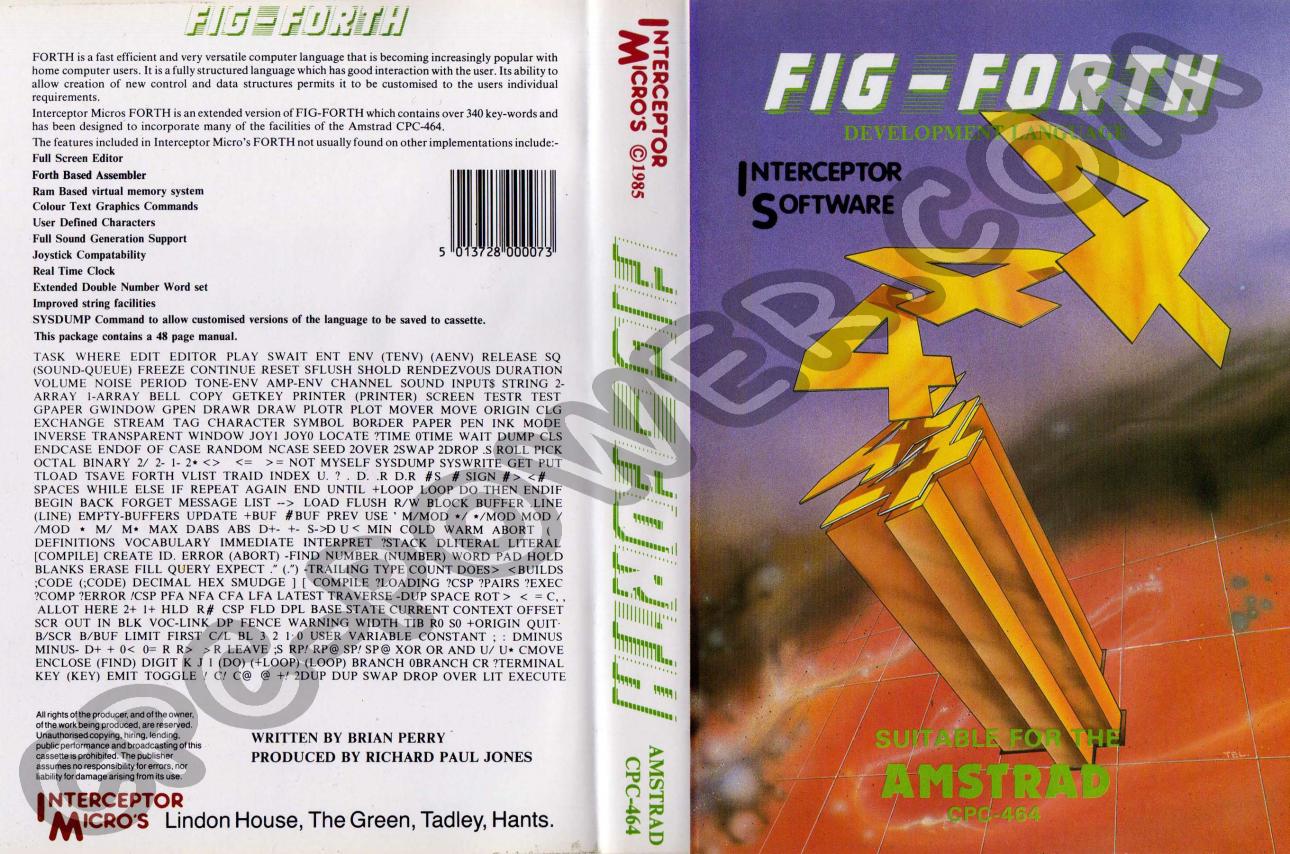 FIG-FORTH
FORTH is a fast efficient and very versatile computer language that is becoming increasingly popular with
home computer users. It is a fully structured language which has good interaction with the user. Its ability to
allow creation of new control and data structures permits it to be customised to the users individual
requirements.
Interceptor Micros FORTH is an extended version of FIG-FORTH which contains over 340 key-words and
has been designed to incorporate many of the facilities of the Amstrad CPC-464.
The features included in Interceptor Micro's FORTH not usually found on other implementations include:-
Full Screen Editor
Forth Based Assembler
Ram Based virtual memory system
Colour Text Graphics Commands
User Defined Characters
Full Sound Generation Support
Joystick Compatability
Real Time Clock
Extended Double Number Word set
Improved string facilities
SYSDUMP Command to allow customised versions of the language to be saved to cassette.
This package contains a 48 page manual.
5 013728 000073
TASK WHERE EDIT EDITOR PLAY SWAIT ENT ENV (TENV) (AENV) RELEASE SQ
(SOUND-QUEUE) FREEZE CONTINUE RESET SFLUSH SHOLD RENDEZVOUS DURATION
VOLUME NOISE PERIOD TONE-ENV AMP-ENV CHANNEL SOUND INPUT$ STRING 2-
ARRAY 1-ARRAY BELL COPY GETKEY PRINTER (PRINTER) SCREEN TESTR TEST
GPAPER GWINDOW GPEN DRAWR DRAW PLOTR PLOT MOVER MOVE ORIGIN CLG
EXCHANGE STREAM TAG CHARACTER SYMBOL BORDER PAPER PEN INK MODE
INVERSE TRANSPARENT WINDOW JOY1 JOY0 LOCATE ?TIME 0TIME WAIT DUMP CLS
ENDCASE ENDOF OF CASE RANDOM NCASE SEED 2OVER 2SWAP 2DROP .S ROLL PICK
OCTAL BINARY 2/ 2- 1- 2* <> <= >= NOT MYSELF SYSDUMP SYSWRITE GET PUT
TLOAD TSAVE FORTH VLIST TRAID INDEX U. ? . D. .R D.R #S # SIGN #> <#
SPACES WHILE ELSE IF REPEAT AGAIN END UNTIL +LOOP LOOP DO THEN ENDIF
BEGIN BACK FORGET MESSAGE LIST --> LOAD FLUSH R/W BLOCK BUFFER .LINE
(LINE) EMPTY-BUFFERS UPDATE +BUF #BUF PREV USE ' M/MOD */ */MOD MOD /
/MOD * M/ M* MAX DABS ABS D+- +- S->D U< MIN COLD WARM ABORT (
DEFINITIONS VOCABULARY IMMEDIATE INTERPRET ?STACK DLITERAL LITERAL
[COMPILE] CREATE ID. ERROR (ABORT) -FIND NUMBER (NUMBER) WORD PAD HOLD
BLANKS ERASE FILL QUERY EXPECT ." (.") -TRAILING TYPE COUNT DOES> <BUILDS
;CODE (;CODE) DECIMAL HEX SMUDGE ] [ COMPILE ?LOADING ?CSP ?PAIRS ?EXEC
?COMP ?ERROR !CSP PFA NFA CFA LFA LATEST TRAVERSE -DUP SPACE ROT > < = C, ,
ALLOT HERE 2+ 1+ HLD R# CSP FLD DPL BASE STATE CURRENT CONTEXT OFFSET
SCR OUT IN BLK VOC-LINK DP FENCE WARNING WIDTH TIB R0 S0 +ORIGIN QUIT
B/SCR B/BUF LIMIT FIRST C/L BL 3 2 1 0 USER VARIABLE CONSTANT ; : DMINUS
MINUS- D+ + 0< 0= R R> >R LEAVE ;S RP! RP@ SP! SP@ XOR OR AND U/ U* CMOVE
ENCLOSE (FIND) DIGIT K J I (DO) (+LOOP) (LOOP) BRANCH 0BRANCH CR ?TERMINAL
KEY (KEY) EMIT TOGGLE ! C! C@ @ +! 2DUP DUP SWAP DROP OVER LIT EXECUTE
All rights of the producer, and of the owner,
of the work being produced, are reserved.
Unauthorised copying, hiring, lending,
public performance and broadcasting of this
cassette is prohibited. The publisher
assumes no responsibility for errors, nor
liability for damage arising from its use.
WRITTEN BY BRIAN PERRY
PRODUCED BY RICHARD PAUL JONES
INTERCEPTOR
MICRO'S
Lindon House, The Green, Tadley, Hants.
INTERCEPTOR
MICRO'S ©1985
FIG-FORTH
AMSTRAD
CPC-464
FIG-FORTH
DEVELOPMENT LANGUAGE
INTERCEPTOR
SOFTWARE
4
4
4
4
SUITABLE FOR THE
AMSTRAD
CPC-464
TEL.
CPC-POWER.COM